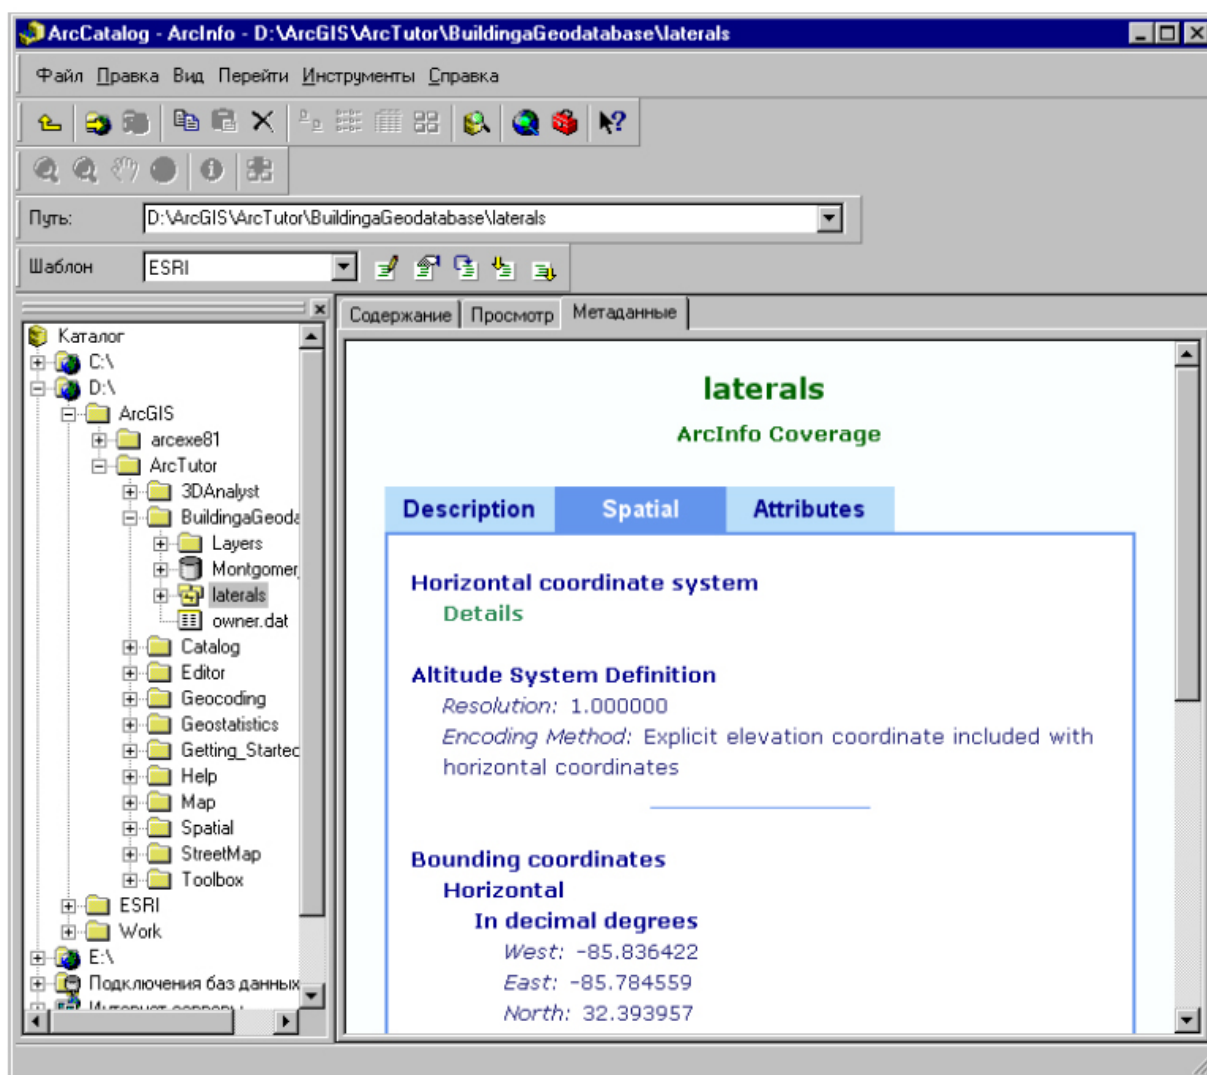 ArcCatalog - ArcInfo - D:\ArcGIS\ArcTutor\BuildingaGeodatabase\laterals
Файл Правка Вид Перейти Инструменты Справка
Путь: D:\ArcGIS\ArcTutor\BuildingaGeodatabase\laterals
Шаблон ESRI
Каталог
C:\
D:\
ArcGIS
arcexe81
ArcTutor
3DAnalyst
BuildingaGeoda
Layers
Montgomer
laterals
owner.dat
Catalog
Editor
Geocoding
Geostatistics
Getting_Started
Help
Map
Spatial
StreetMap
Toolbox
ESRI
Work
E:\
Подключения баз данных
Интернет серверы
Содержание Просмотр Метаданные
laterals
ArcInfo Coverage
Description Spatial Attributes
Horizontal coordinate system
Details
Altitude System Definition
Resolution: 1.000000
Encoding Method: Explicit elevation coordinate included with
horizontal coordinates
Bounding coordinates
Horizontal
In decimal degrees
West: -85.836422
East: -85.784559
North: 32.393957